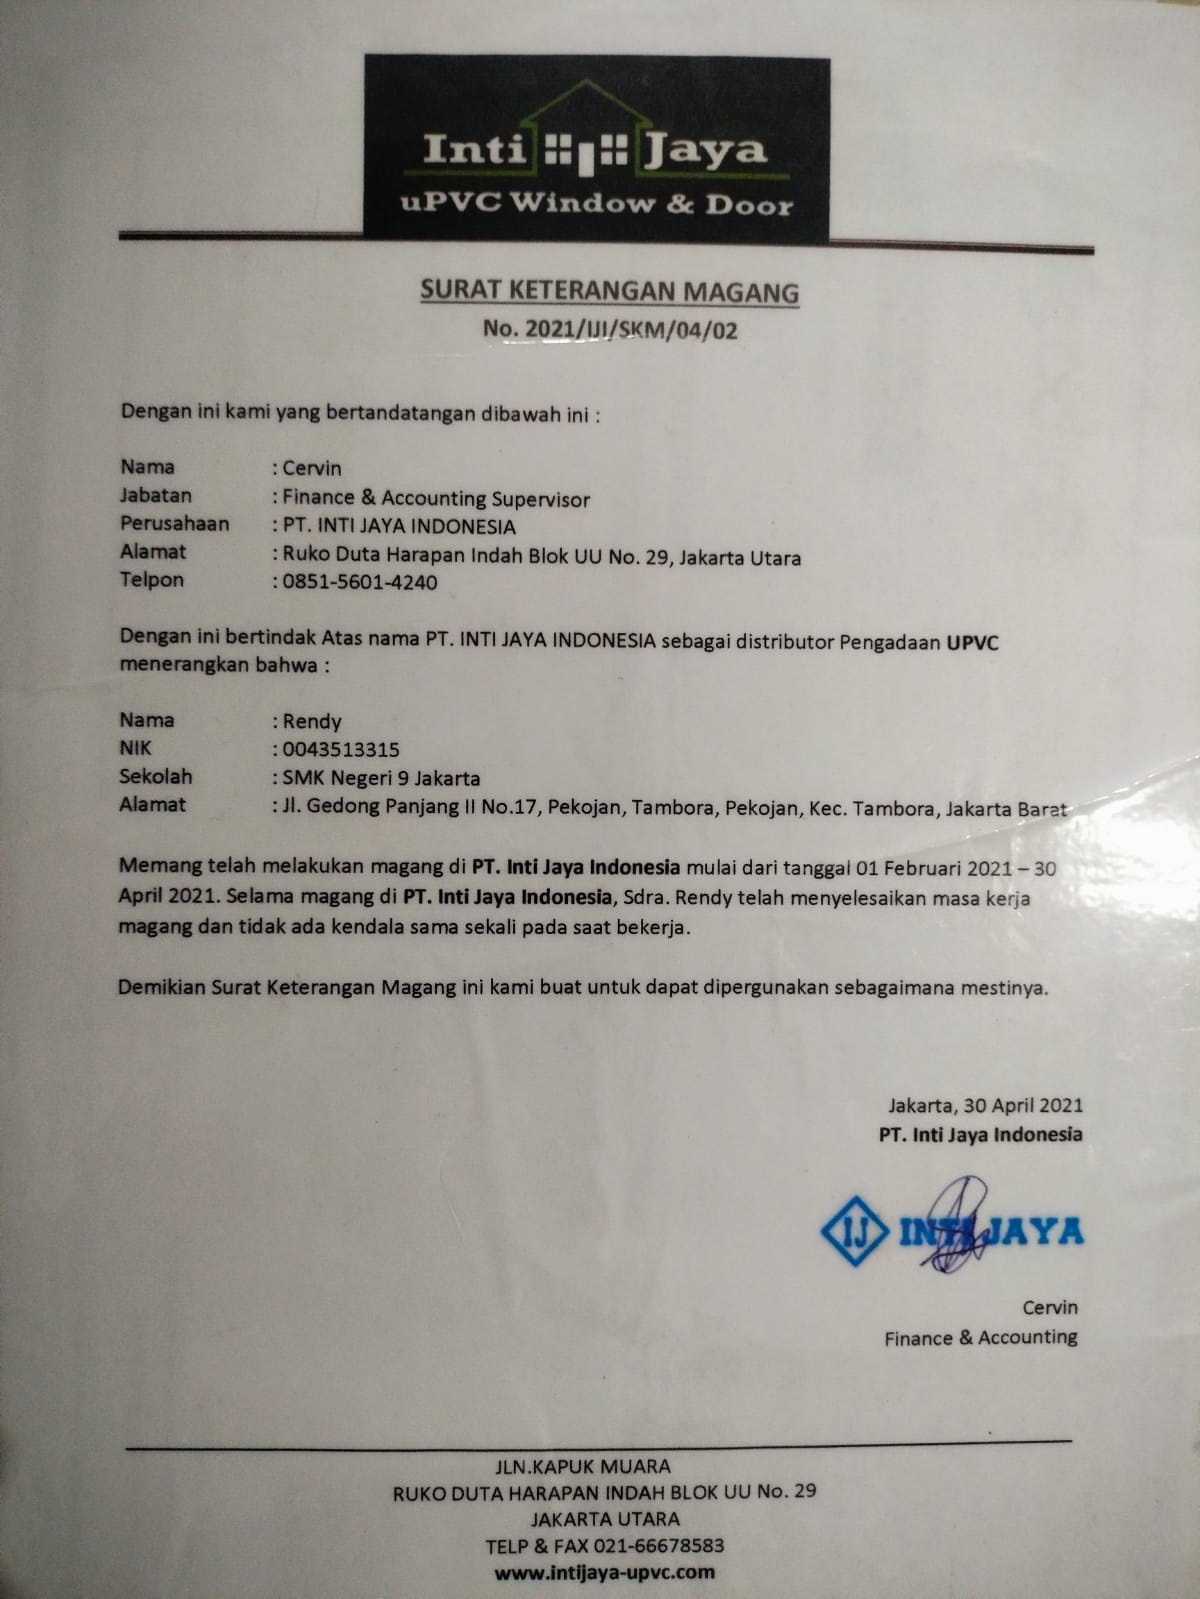 Inti Jaya
uPVC Window & Door
SURAT KETERANGAN MAGANG
No. 2021/IJI/SKM/04/02
Dengan ini kami yang bertandatangan dibawah ini :
Nama : Cervin
Jabatan : Finance & Accounting Supervisor
Perusahaan : PT. INTI JAYA INDONESIA
Alamat : Ruko Duta Harapan Indah Blok UU No. 29, Jakarta Utara
Telpon : 0851-5601-4240
Dengan ini bertindak Atas nama PT. INTI JAYA INDONESIA sebagai distributor Pengadaan UPVC
menerangkan bahwa :
Nama : Rendy
NIK : 0043513315
Sekolah : SMK Negeri 9 Jakarta
Alamat : Jl. Gedong Panjang II No.17, Pekojan, Tambora, Pekojan, Kec. Tambora, Jakarta Barat
Memang telah melakukan magang di PT. Inti Jaya Indonesia mulai dari tanggal 01 Februari 2021 – 30
April 2021. Selama magang di PT. Inti Jaya Indonesia, Sdra. Rendy telah menyelesaikan masa kerja
magang dan tidak ada kendala sama sekali pada saat bekerja.
Demikian Surat Keterangan Magang ini kami buat untuk dapat dipergunakan sebagaimana mestinya.
Jakarta, 30 April 2021
PT. Inti Jaya Indonesia
IJ INTI JAYA
Cervin
Finance & Accounting
JLN.KAPUK MUARA
RUKO DUTA HARAPAN INDAH BLOK UU No. 29
JAKARTA UTARA
TELP & FAX 021-66678583
www.intijaya-upvc.com